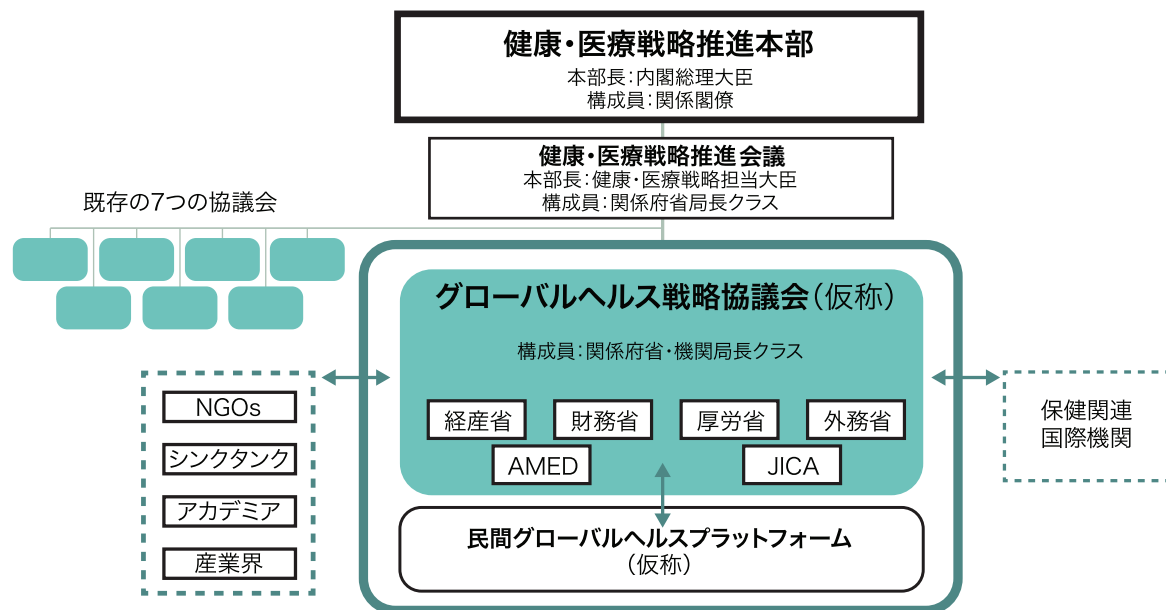 健康・医療戦略推進本部
本部長:内閣総理大臣
構成員:関係閣僚
健康・医療戦略推進会議
本部長:健康・医療戦略担当大臣
構成員:関係府省局長クラス
既存の7つの協議会
グローバルヘルス戦略協議会(仮称)
構成員:関係府省・機関局長クラス
経産省
財務省
厚労省
外務省
AMED
JICA
民間グローバルヘルスプラットフォーム
(仮称)
NGOs
シンクタンク
アカデミア
産業界
保健関連
国際機関